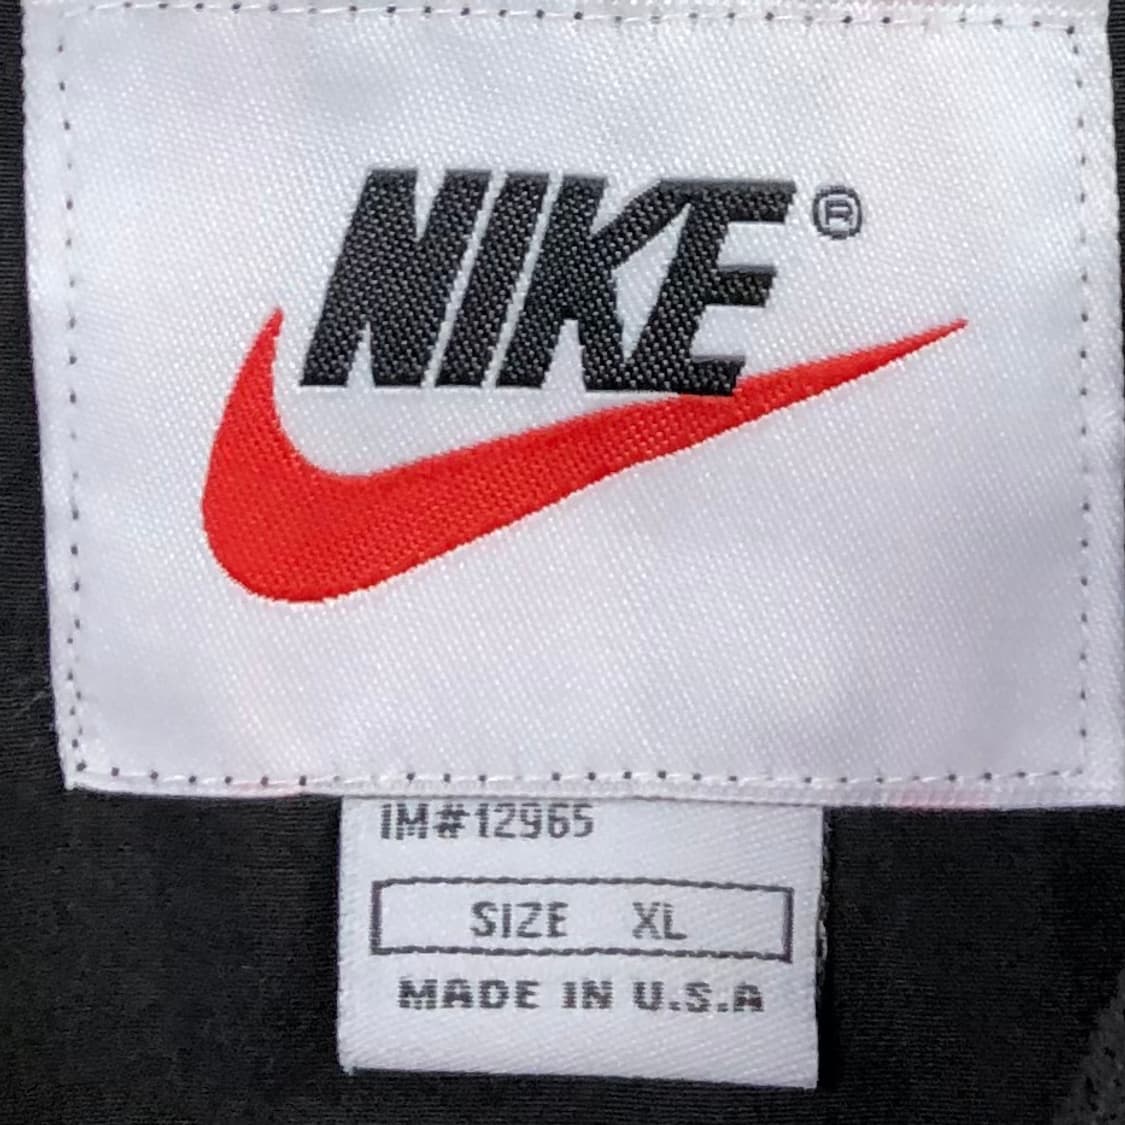 NIKE®
IM#12965
SIZE XL
MADE IN U.S.A